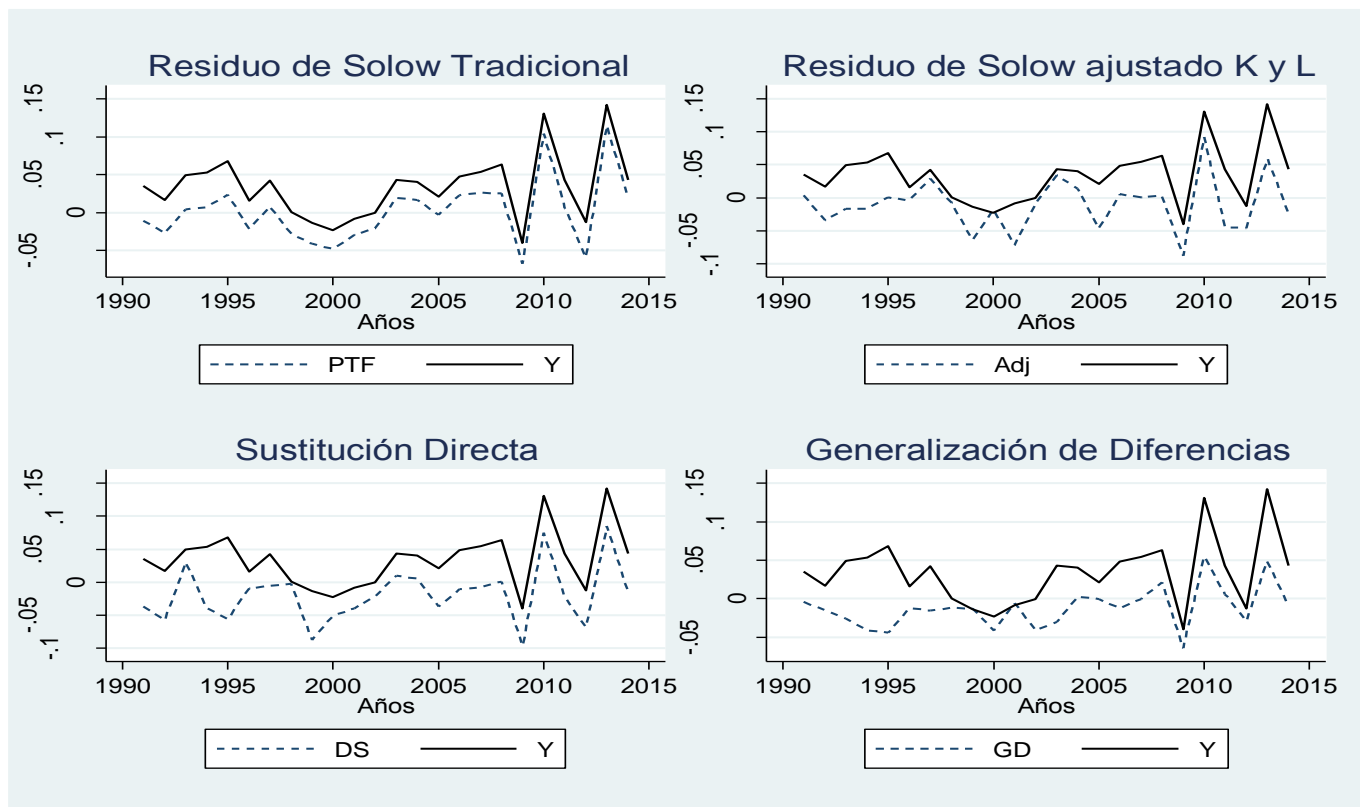 Residuo de Solow Tradicional
.15
.1
.05
0
-.05
1990 1995 2000 2005 2010 2015
Años
PTF Y
Residuo de Solow ajustado K y L
.15
.1
.05
0
-.05
-.1
1990 1995 2000 2005 2010 2015
Años
Adj Y
Sustitución Directa
.15
.1
.05
0
-.05
-.1
1990 1995 2000 2005 2010 2015
Años
DS Y
Generalización de Diferencias
.15
.1
.05
0
-.05
1990 1995 2000 2005 2010 2015
Años
GD Y